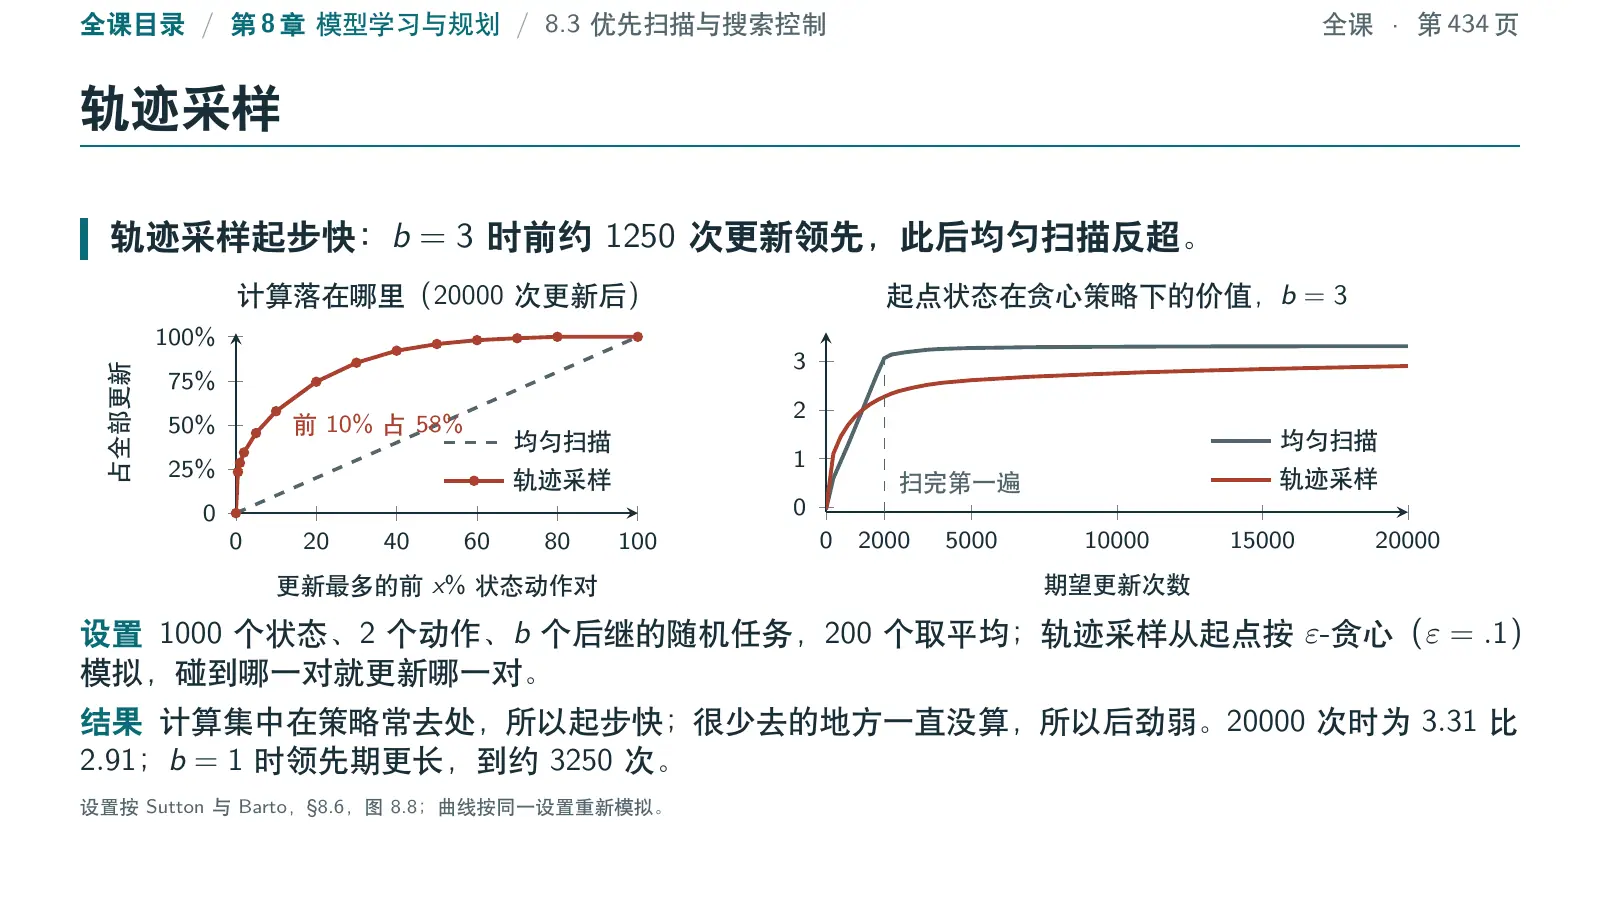 全课目录 / 第 8 章 模型学习与规划 / 8.3 优先扫描与搜索控制
全课 · 第 434 页
轨迹采样
轨迹采样起步快：b = 3 时前约 1250 次更新领先，此后均匀扫描反超。
计算落在哪里（20000 次更新后）
占全部更新
100%
75%
50%
25%
0
前 10% 占 58%
均匀扫描
轨迹采样
0 20 40 60 80 100
更新最多的前 x% 状态动作对
起点状态在贪心策略下的价值，b = 3
3
2
1
0
扫完第一遍
均匀扫描
轨迹采样
0 2000 5000 10000 15000 20000
期望更新次数
设置 1000 个状态、2 个动作、b 个后继的随机任务，200 个取平均；轨迹采样从起点按 ε-贪心（ε = .1）
模拟，碰到哪一对就更新哪一对。
结果 计算集中在策略常去处，所以起步快；很少去的地方一直没算，所以后劲弱。20000 次时为 3.31 比
2.91；b = 1 时领先期更长，到约 3250 次。
设置按 Sutton 与 Barto，§8.6，图 8.8；曲线按同一设置重新模拟。